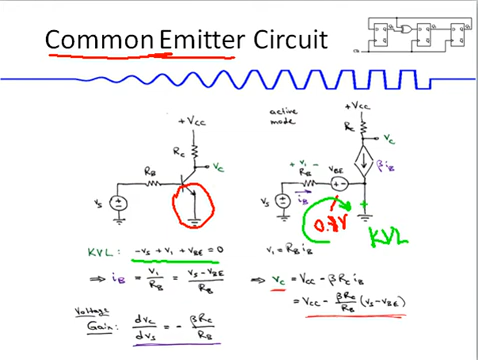 Common Emitter Circuit
+VCC
RC
VC
RB
vs
active mode
+VCC
RC
VC
βiB
+ v1 -
RB
VBE
iB
vs
0.7V
KVL
KVL: -vs + v1 + VBE = 0
v1 = RB iB
⇒ iB = v1/RB = (vs - VBE)/RB
⇒ vC = VCC - βRC iB
= VCC - βRC/RB (vs - VBE)
Voltage Gain: dvC/dvs = - βRC/RB